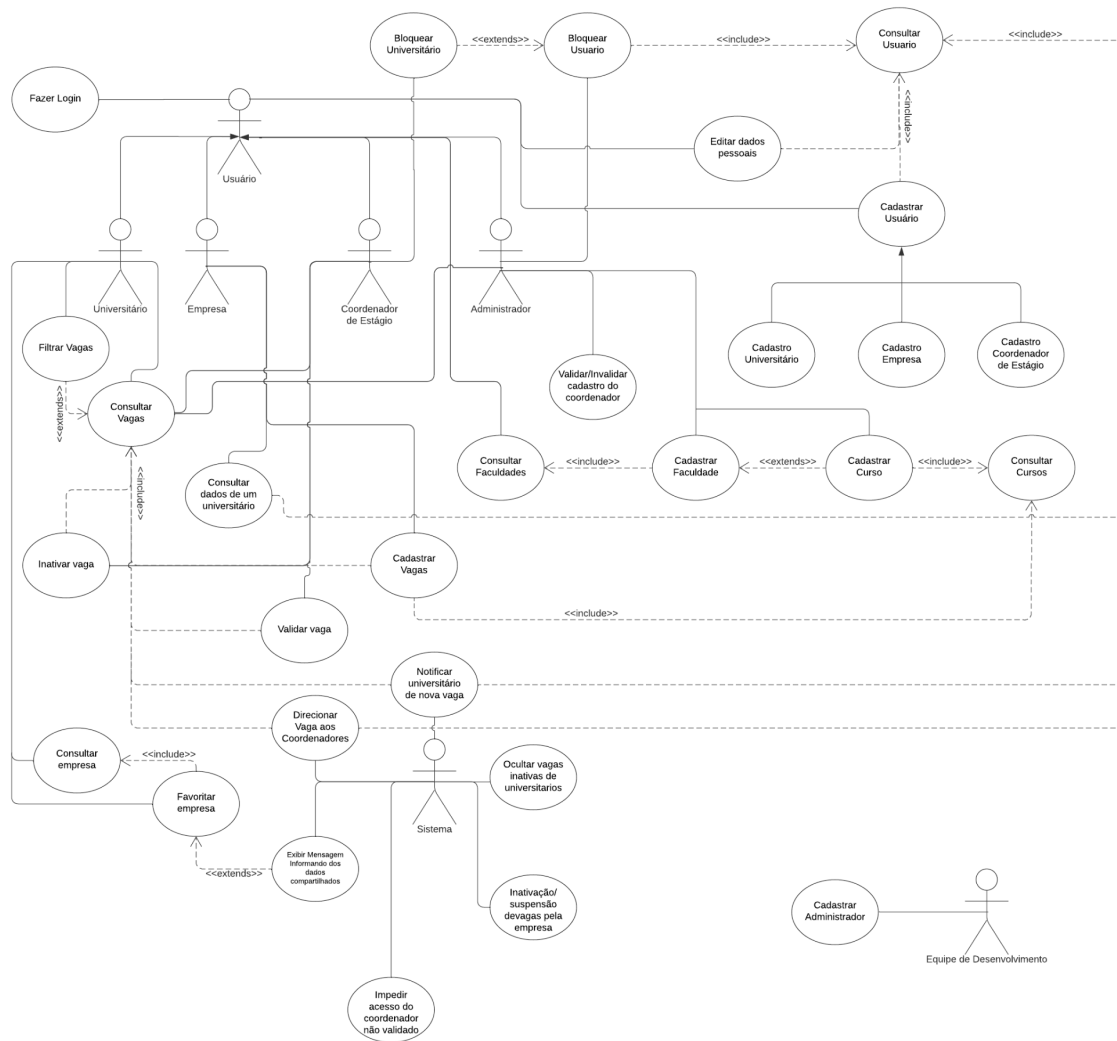 Bloquear
Universitário
<<extends>>
Bloquear
Usuario
<<include>>
Consultar
Usuario
<<include>>
Fazer Login
<<include>>
Editar dados
pessoais
Usuário
Cadastrar
Usuário
Universitário
Empresa
Coordenador
de Estágio
Administrador
Filtrar Vagas
Cadastro
Universitário
Cadastro
Empresa
Cadastro
Coordenador
de Estágio
Validar/Invalidar
cadastro do
coordenador
<<extends>>
Consultar
Vagas
Consultar
Faculdades
<<include>>
Cadastrar
Faculdade
<<extends>>
Cadastrar
Curso
<<include>>
Consultar
Cursos
<<include>>
Consultar
dados de um
universitário
Inativar vaga
Cadastrar
Vagas
<<include>>
Validar vaga
Notificar
universitário
de nova vaga
Direcionar
Vaga aos
Coordenadores
Consultar
empresa
<<include>>
Ocultar vagas
inativas de
universitarios
Favoritar
empresa
Sistema
<<extends>>
Exibir Mensagem
Informando dos
dados
compartilhados
Inativação/
suspensão
devagas pela
empresa
Cadastrar
Administrador
Equipe de Desenvolvimento
Impedir
acesso do
coordenador
não validado